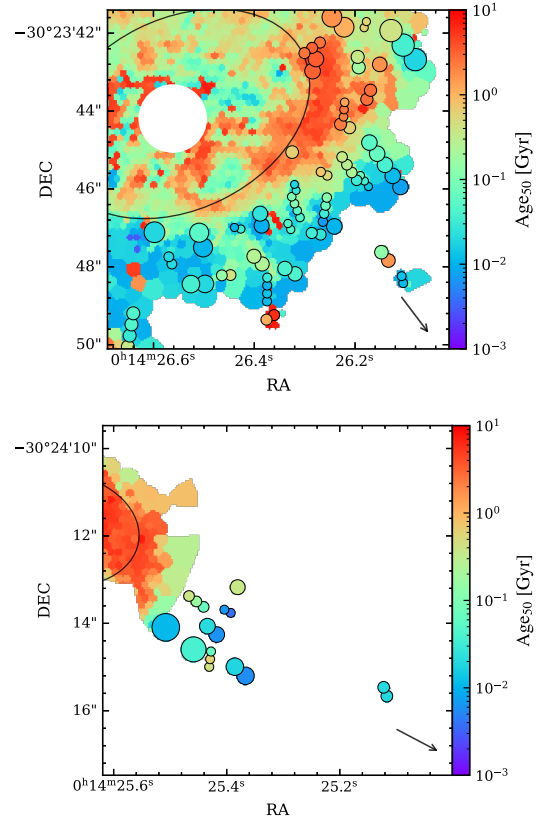 −30°23'42"
44"
46"
48"
50"
DEC
0ʰ14ᵐ26.6ˢ
26.4ˢ
26.2ˢ
RA
10¹
10⁰
10⁻¹
10⁻²
10⁻³
Age₅₀ [Gyr]
−30°24'10"
12"
14"
16"
DEC
0ʰ14ᵐ25.6ˢ
25.4ˢ
25.2ˢ
RA
10¹
10⁰
10⁻¹
10⁻²
10⁻³
Age₅₀ [Gyr]